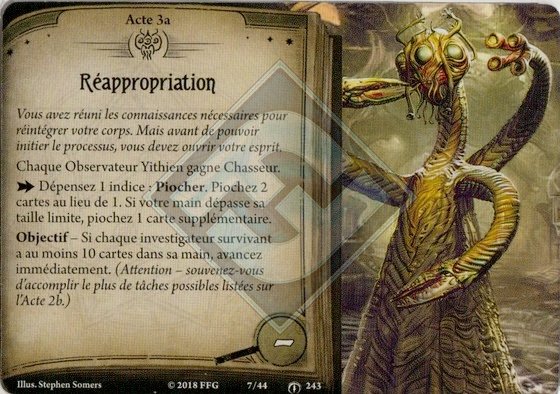 Acte 3a
Réappropriation
Vous avez réuni les connaissances nécessaires pour
réintégrer votre corps. Mais avant de pouvoir
initier le processus, vous devez ouvrir votre esprit.
Chaque Observateur Yithien gagne Chasseur.
Dépensez 1 indice : Piocher. Piochez 2
cartes au lieu de 1. Si votre main dépasse sa
taille limite, piochez 1 carte supplémentaire.
Objectif – Si chaque investigateur survivant
a au moins 10 cartes dans sa main, avancez
immédiatement. (Attention – souvenez-vous
d'accomplir le plus de tâches possibles listées sur
l'Acte 2b.)
–
Illus. Stephen Somers © 2018 FFG 7/44 243